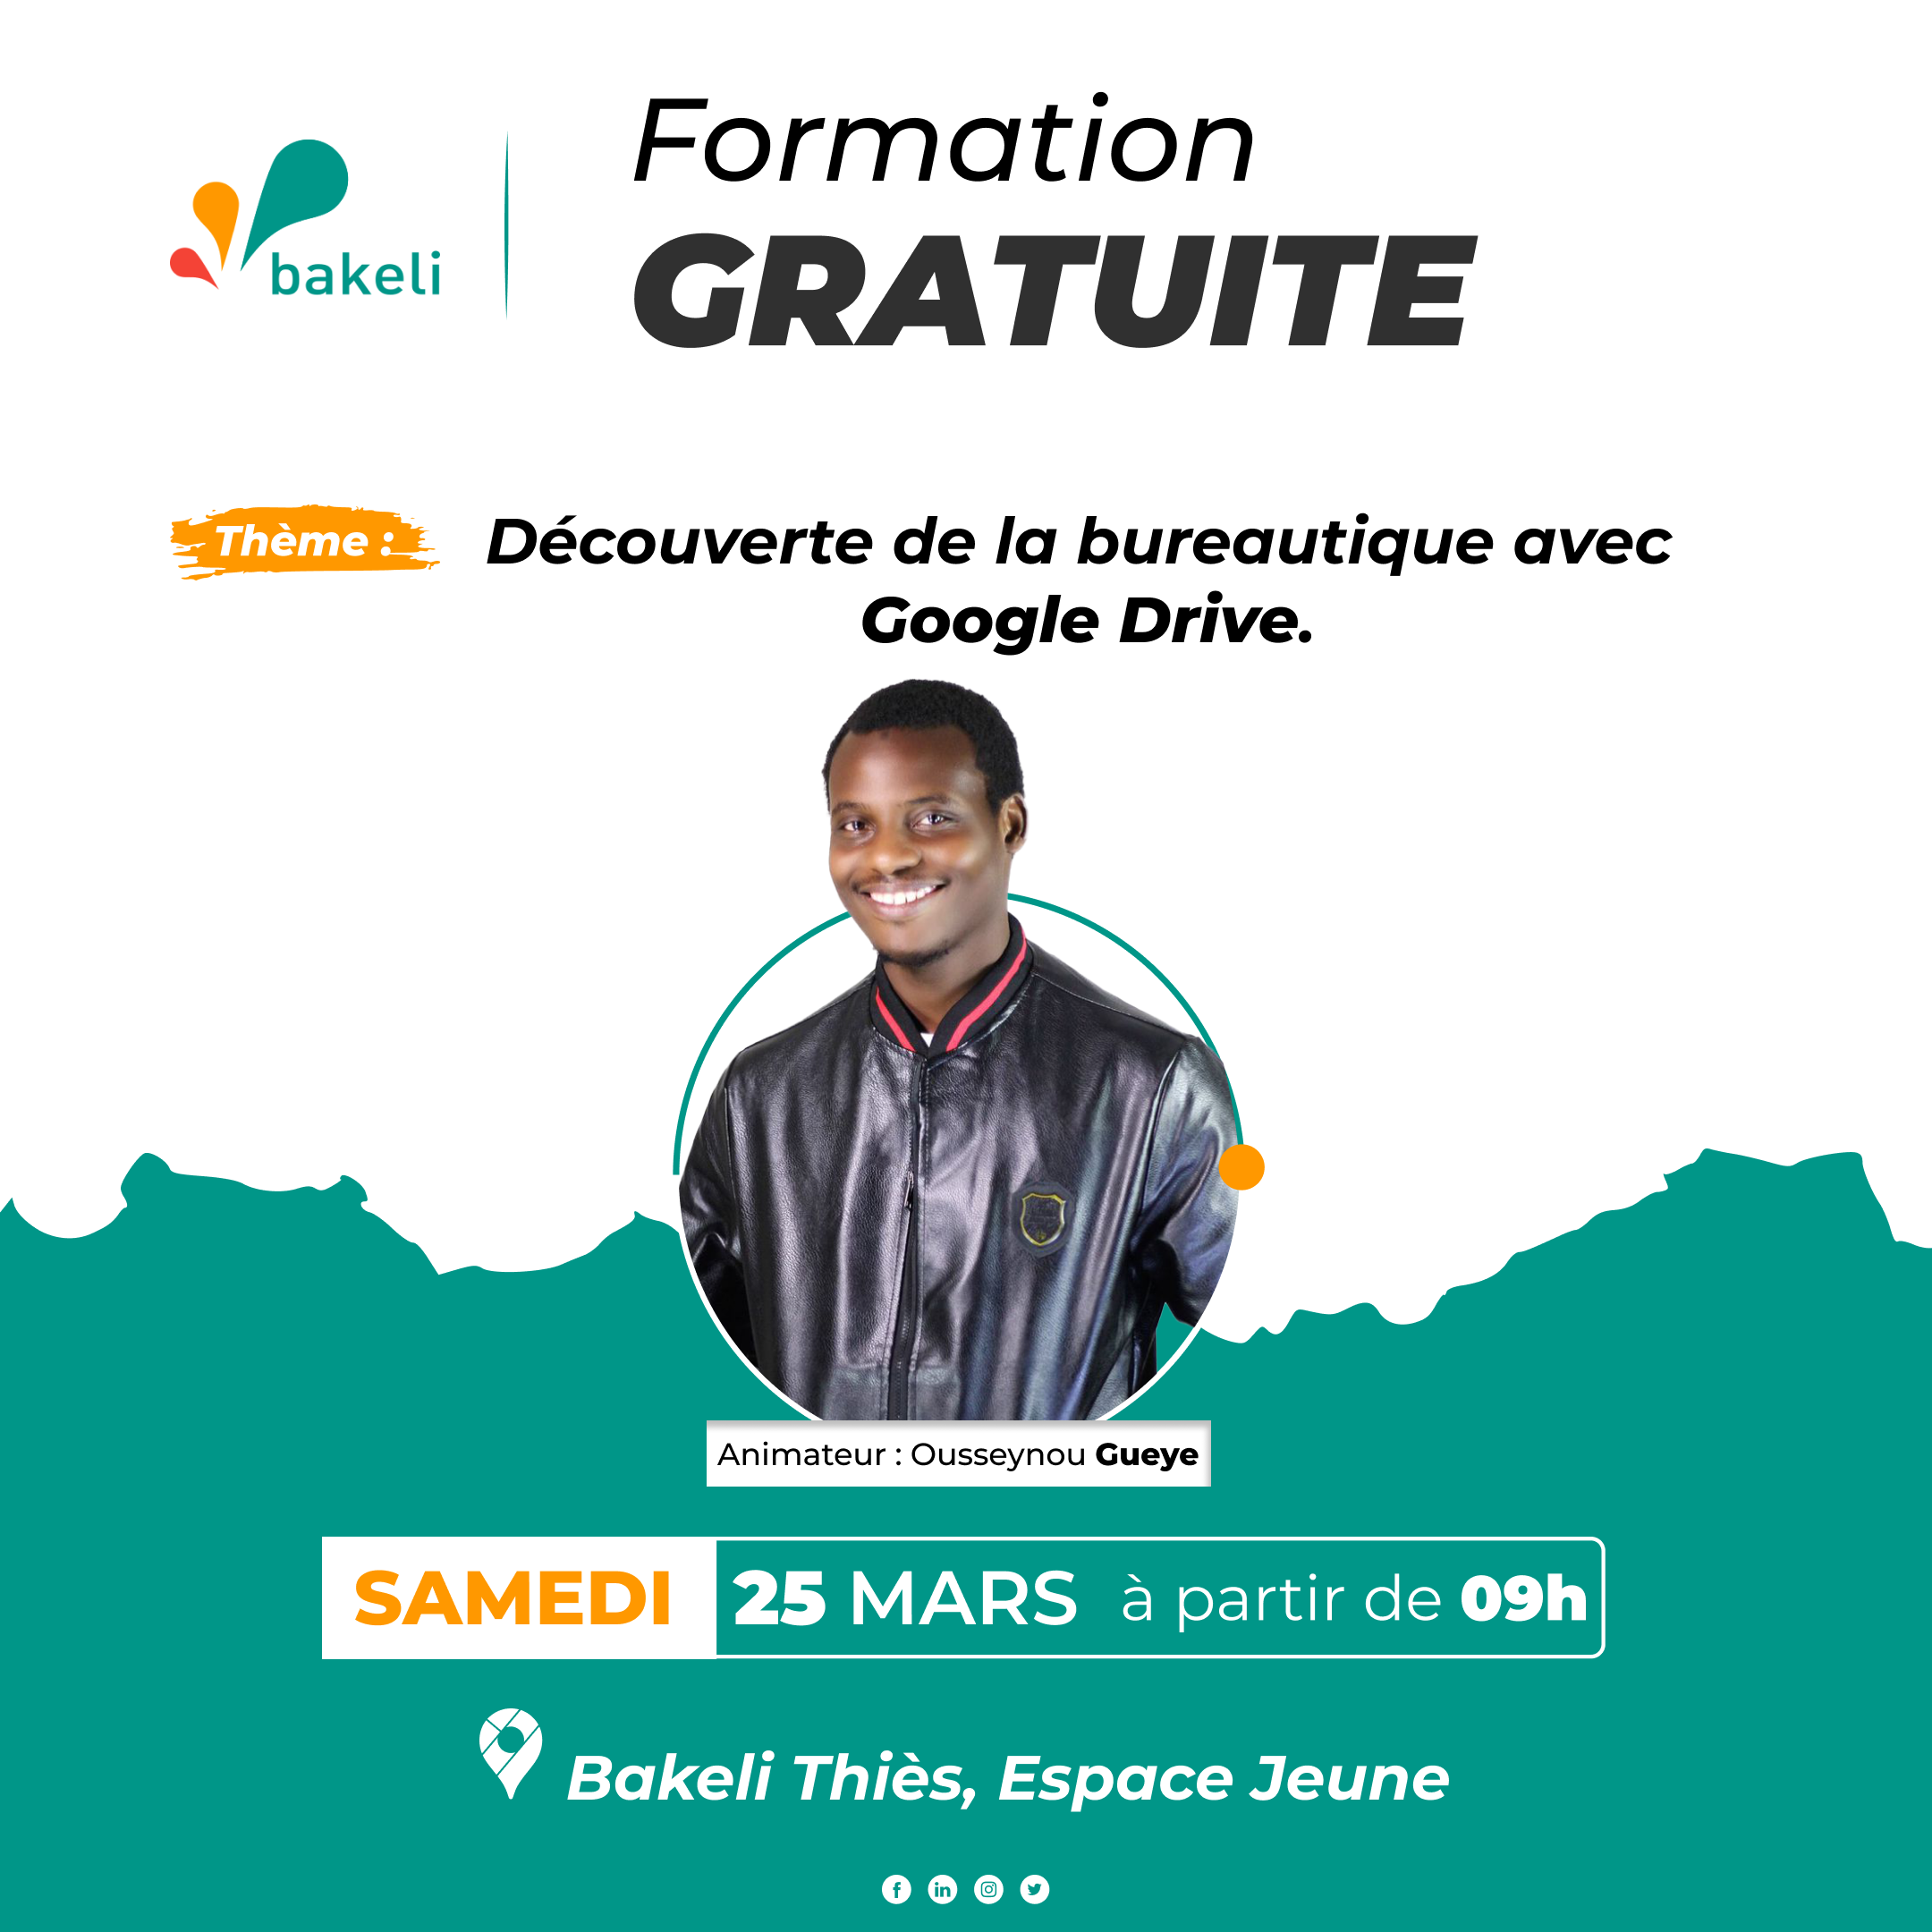 bakeli
Formation
GRATUITE
Thème :
Découverte de la bureautique avec
Google Drive.
Animateur : Ousseynou Gueye
SAMEDI 25 MARS à partir de 09h
Bakeli Thiès, Espace Jeune